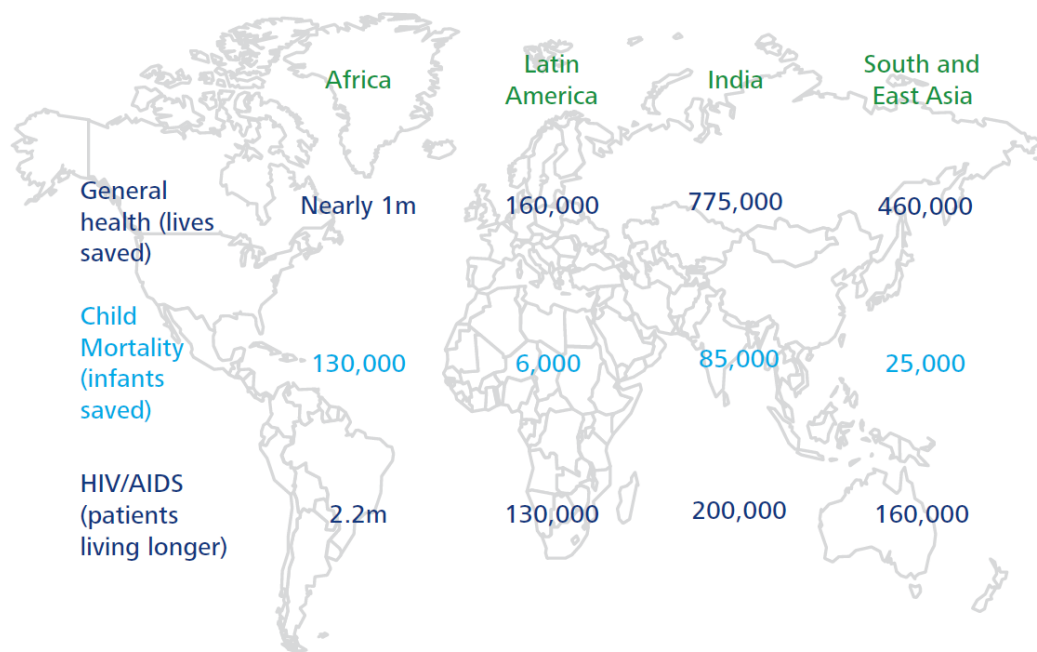 Africa
Latin
America
India
South and
East Asia
General
health (lives
saved)
Nearly 1m
160,000
775,000
460,000
Child
Mortality
(infants
saved)
130,000
6,000
85,000
25,000
HIV/AIDS
(patients
living longer)
2.2m
130,000
200,000
160,000